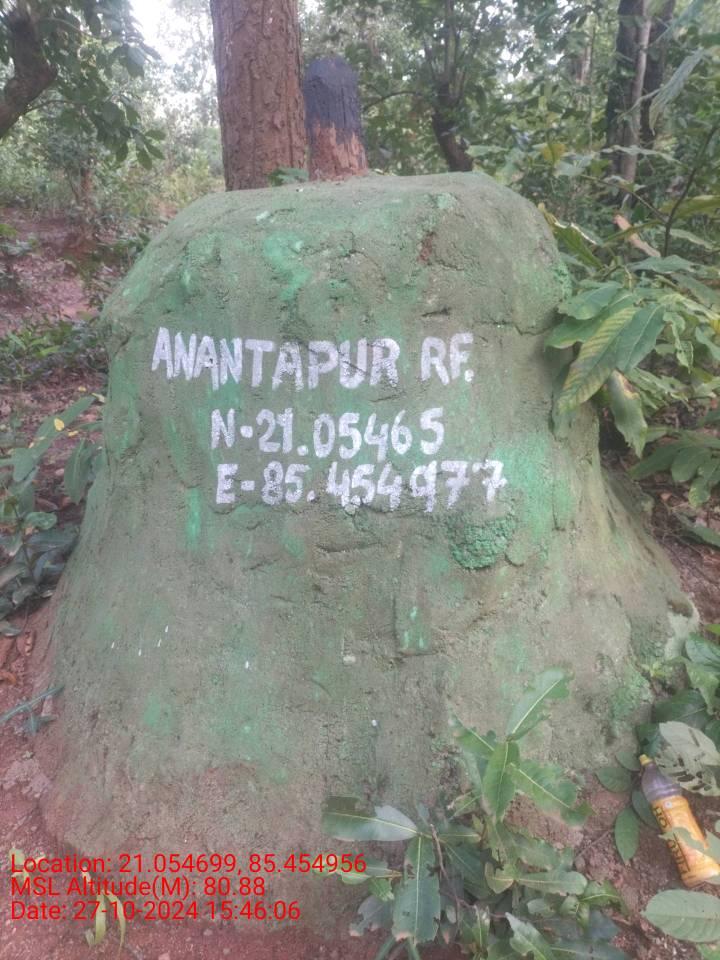 ANANTAPUR RF.
N-21.05465
E-85.454977
Location: 21.054699, 85.454956
MSL Altitude(M): 80.88
Date: 27-10-2024 15:46:06